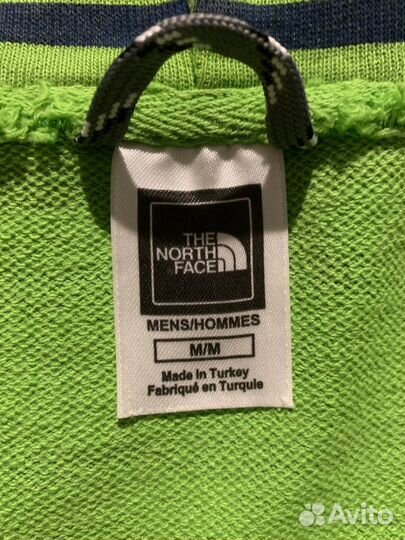 THE
NORTH
FACE
MENS/HOMMES
M/M
Made in Turkey
Fabriqué en Turquie
Avito